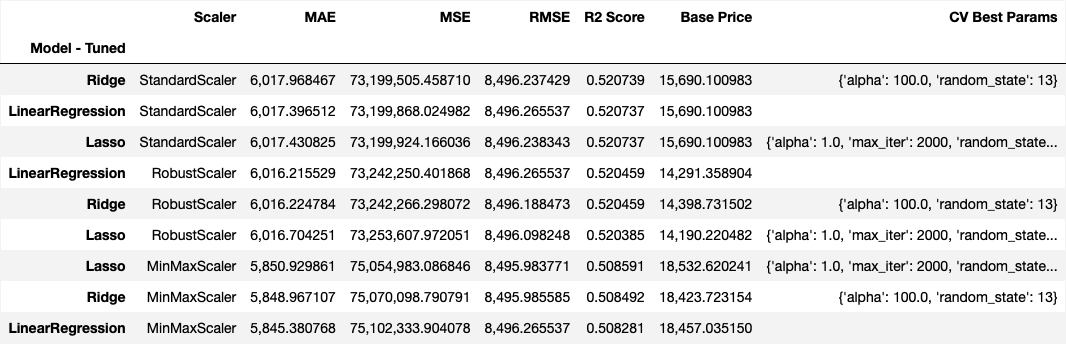 Scaler MAE MSE RMSE R2 Score Base Price CV Best Params
Model - Tuned
Ridge StandardScaler 6,017.968467 73,199,505.458710 8,496.237429 0.520739 15,690.100983 {'alpha': 100.0, 'random_state': 13}
LinearRegression StandardScaler 6,017.396512 73,199,868.024982 8,496.265537 0.520737 15,690.100983
Lasso StandardScaler 6,017.430825 73,199,924.166036 8,496.238343 0.520737 15,690.100983 {'alpha': 1.0, 'max_iter': 2000, 'random_state...
LinearRegression RobustScaler 6,016.215529 73,242,250.401868 8,496.265537 0.520459 14,291.358904
Ridge RobustScaler 6,016.224784 73,242,266.298072 8,496.188473 0.520459 14,398.731502 {'alpha': 100.0, 'random_state': 13}
Lasso RobustScaler 6,016.704251 73,253,607.972051 8,496.098248 0.520385 14,190.220482 {'alpha': 1.0, 'max_iter': 2000, 'random_state...
Lasso MinMaxScaler 5,850.929861 75,054,983.086846 8,495.983771 0.508591 18,532.620241 {'alpha': 1.0, 'max_iter': 2000, 'random_state...
Ridge MinMaxScaler 5,848.967107 75,070,098.790791 8,495.985585 0.508492 18,423.723154 {'alpha': 100.0, 'random_state': 13}
LinearRegression MinMaxScaler 5,845.380768 75,102,333.904078 8,496.265537 0.508281 18,457.035150